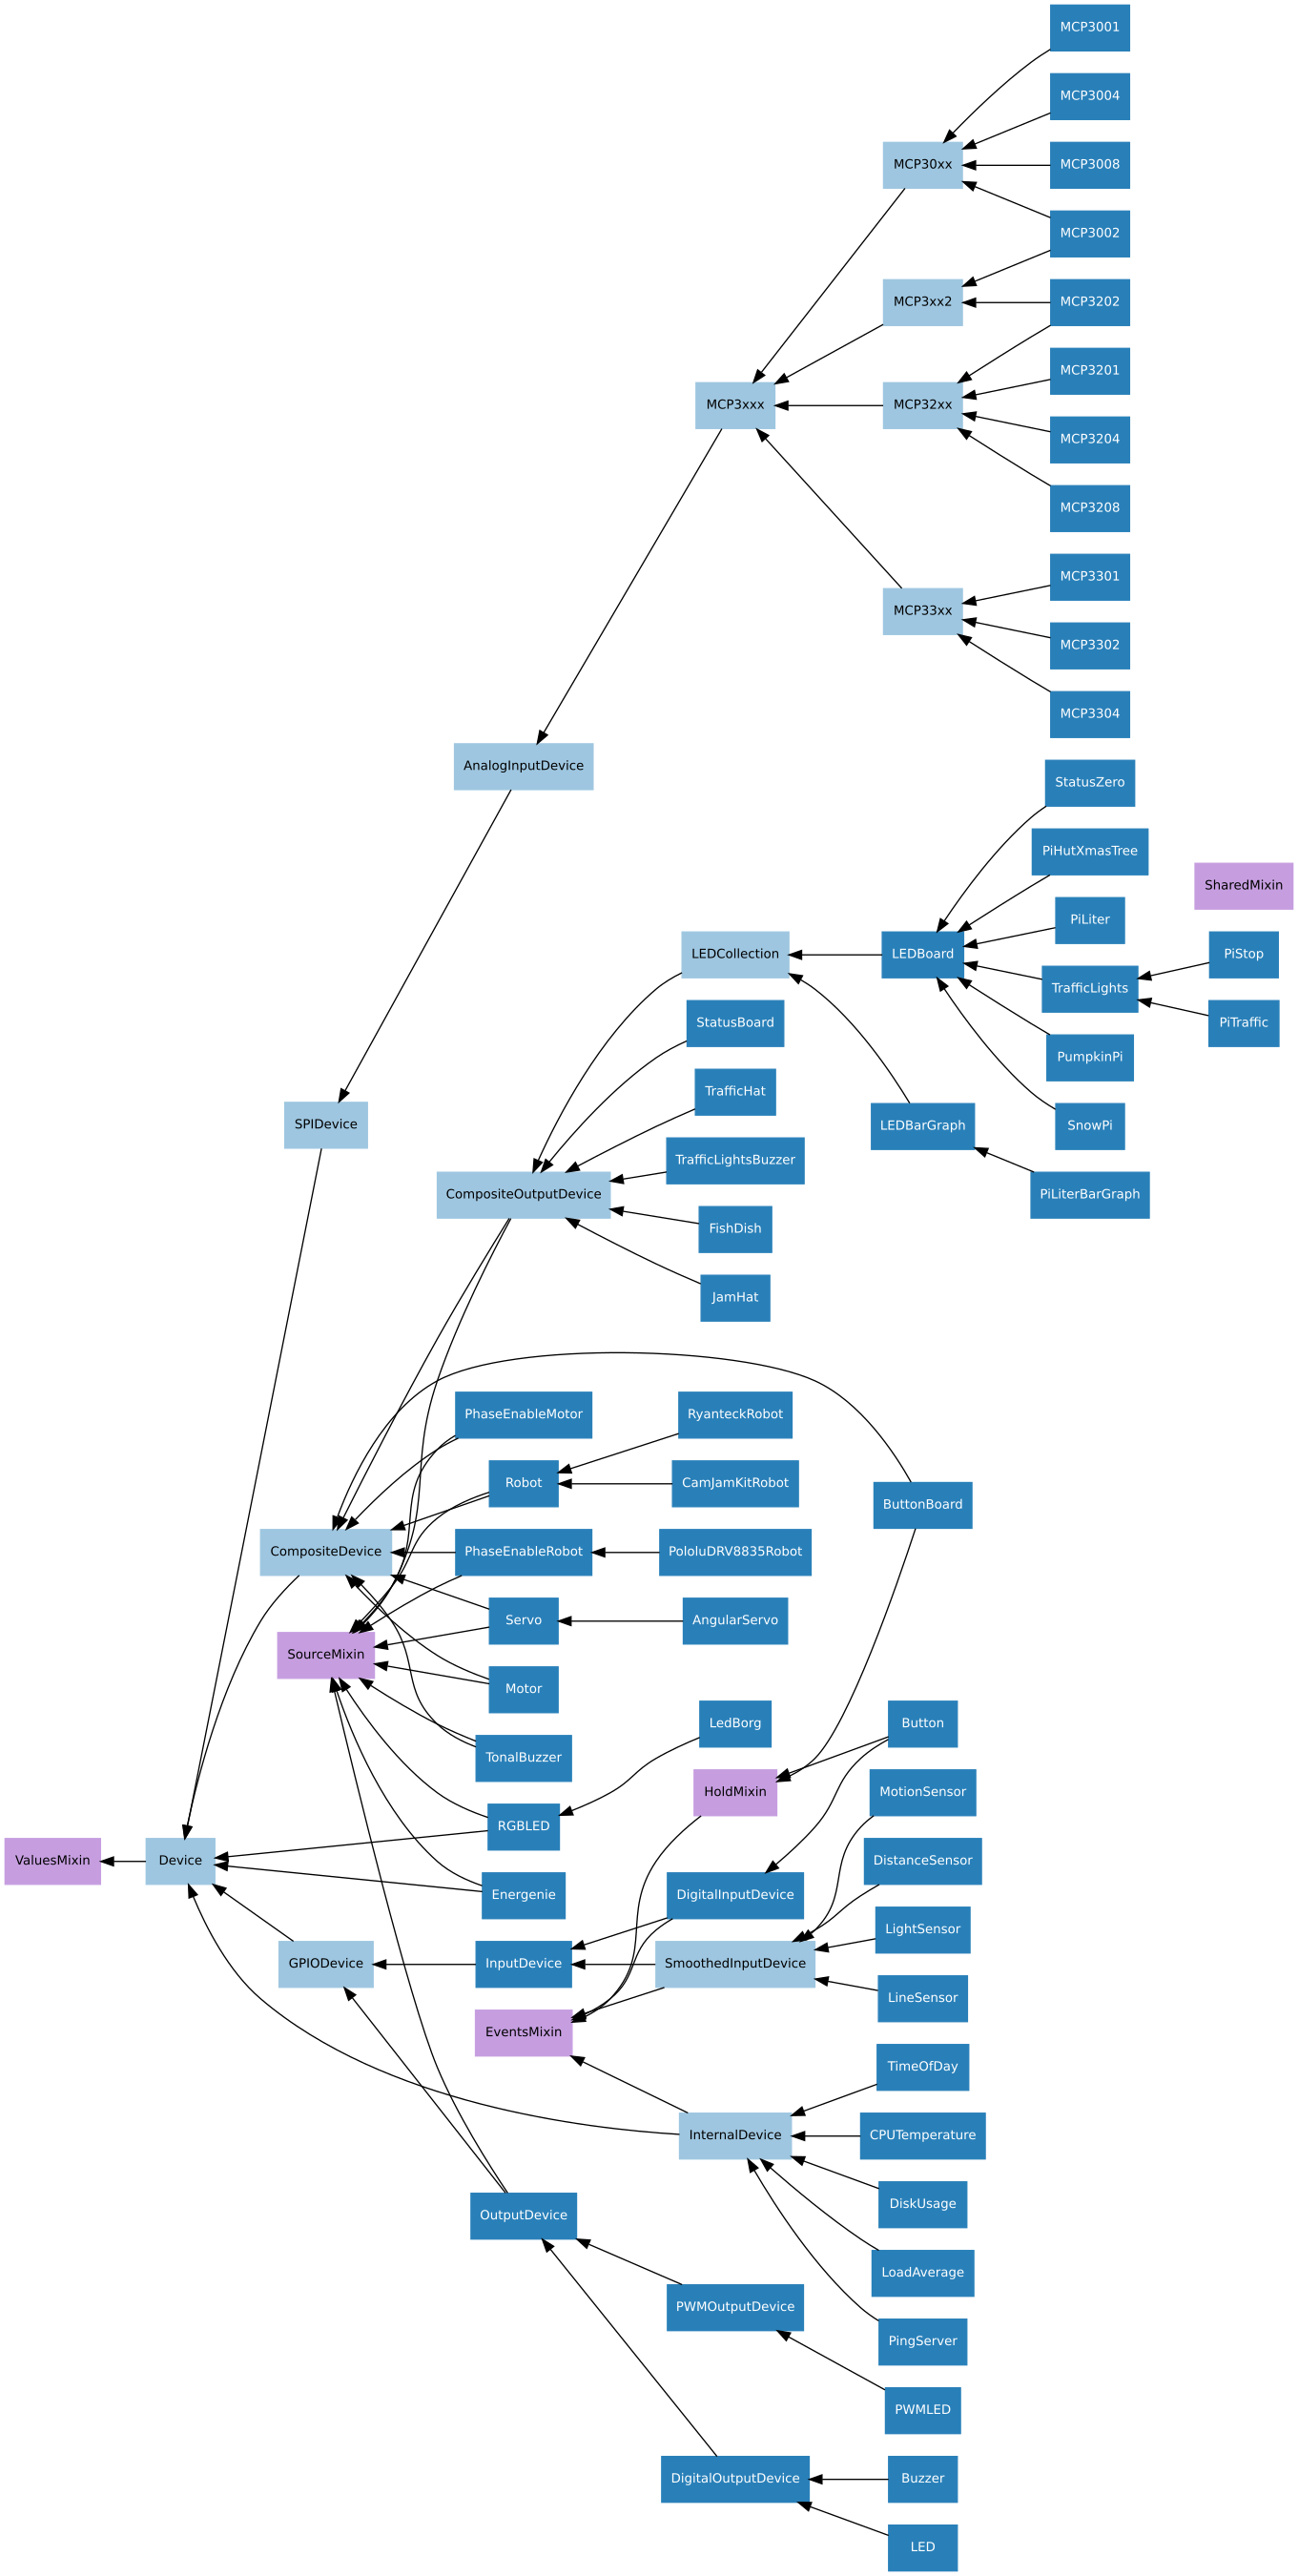 MCP3001
MCP3004
MCP30xx
MCP3008
MCP3002
MCP3xx2
MCP3202
MCP3201
MCP3xxx
MCP32xx
MCP3204
MCP3208
MCP3301
MCP33xx
MCP3302
MCP3304
AnalogInputDevice
StatusZero
PiHutXmasTree
SharedMixin
PiLiter
LEDCollection
LEDBoard
PiStop
TrafficLights
StatusBoard
PiTraffic
PumpkinPi
TrafficHat
SPIDevice
LEDBarGraph
SnowPi
TrafficLightsBuzzer
CompositeOutputDevice
PiLiterBarGraph
FishDish
JamHat
PhaseEnableMotor
RyanteckRobot
Robot
CamJamKitRobot
ButtonBoard
CompositeDevice
PhaseEnableRobot
PololuDRV8835Robot
Servo
AngularServo
SourceMixin
Motor
LedBorg
Button
TonalBuzzer
HoldMixin
MotionSensor
RGBLED
ValuesMixin
Device
DistanceSensor
Energenie
DigitalInputDevice
LightSensor
GPIODevice
InputDevice
SmoothedInputDevice
LineSensor
EventsMixin
TimeOfDay
InternalDevice
CPUTemperature
DiskUsage
OutputDevice
LoadAverage
PWMOutputDevice
PingServer
PWMLED
DigitalOutputDevice
Buzzer
LED